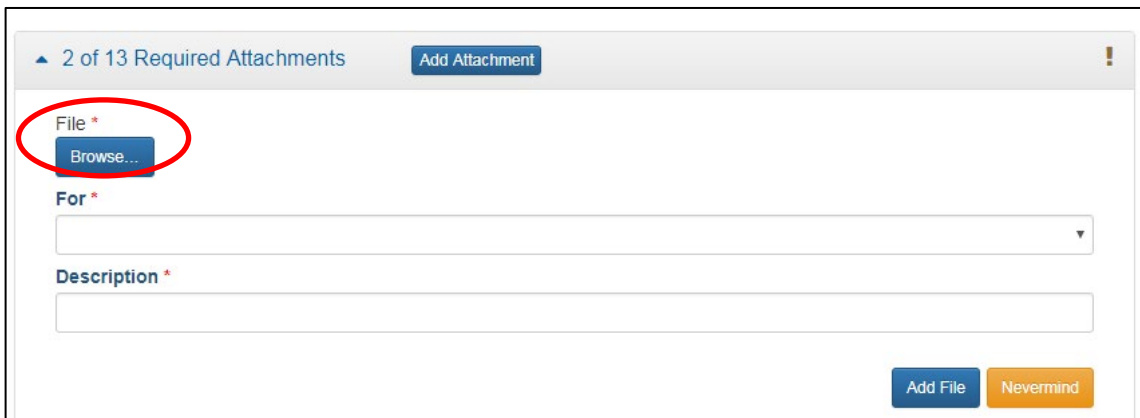 2 of 13 Required Attachments Add Attachment !
File *
Browse...
For *
Description *
Add File Nevermind